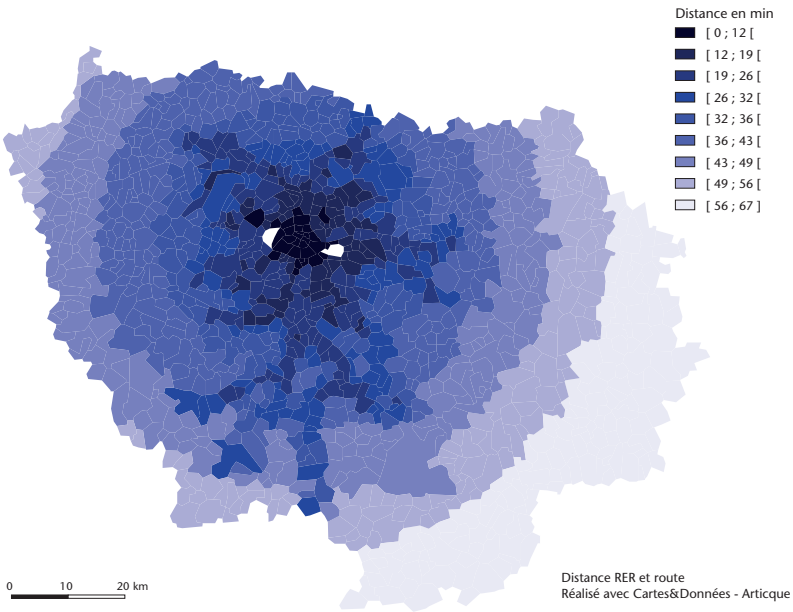 Distance en min
[ 0 ; 12 [
[ 12 ; 19 [
[ 19 ; 26 [
[ 26 ; 32 [
[ 32 ; 36 [
[ 36 ; 43 [
[ 43 ; 49 [
[ 49 ; 56 [
[ 56 ; 67 ]
0 10 20 km
Distance RER et route
Réalisé avec Cartes&Données - Articque